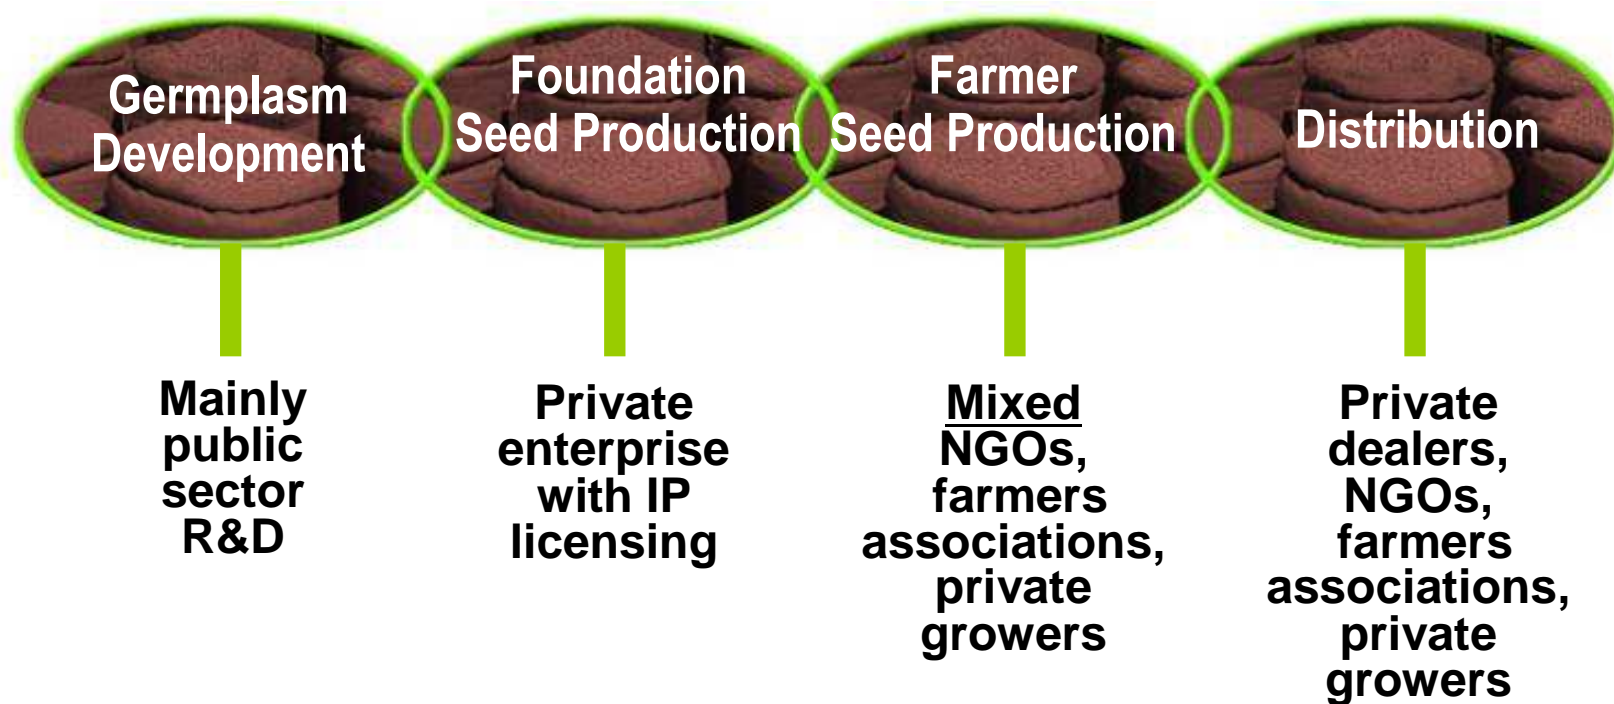 Germplasm
Development
Foundation
Seed Production
Farmer
Seed Production
Distribution
Mainly
public
sector
R&D
Private
enterprise
with IP
licensing
Mixed
NGOs,
farmers
associations,
private
growers
Private
dealers,
NGOs,
farmers
associations,
private
growers